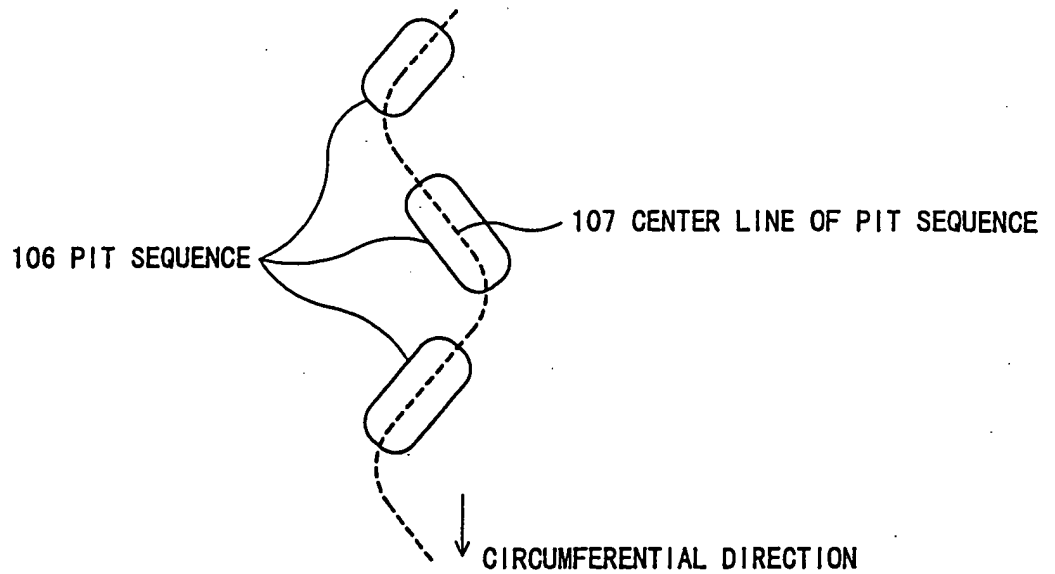 107 CENTER LINE OF PIT SEQUENCE
106 PIT SEQUENCE
CIRCUMFERENTIAL DIRECTION